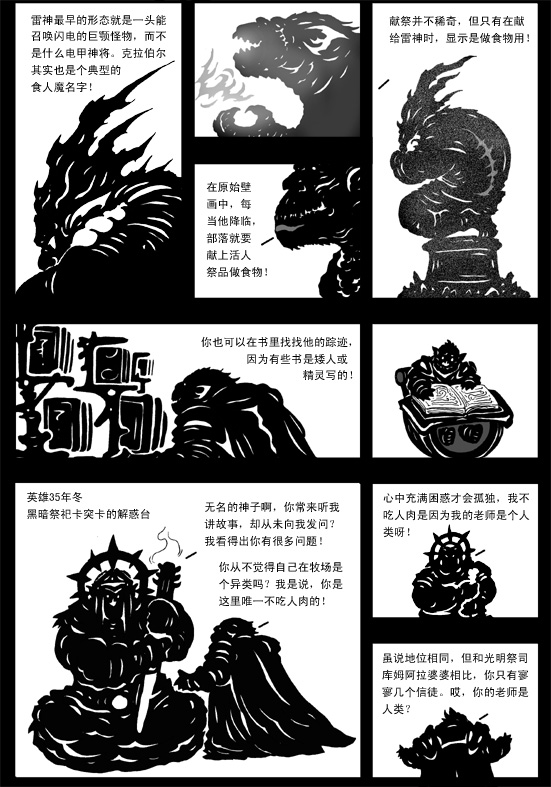 雷神最早的形态就是一头能
召唤闪电的巨颚怪物，而不
是什么电甲神将。克拉伯尔
其实也是个典型的
食人魔名字！
在原始壁
画中，每
当他降临，
部落就要
献上活人
祭品做食物！
献祭并不稀奇，但只有在献
给雷神时，显示是做食物用！
你也可以在书里找找他的踪迹，
因为有些书是矮人或
精灵写的！
英雄35年冬
黑暗祭祀卡突卡的解惑台
无名的神子啊，你常来听我
讲故事，却从未向我发问？
我看得出你有很多问题！
你从不觉得自己在牧场是
个异类吗？我是说，你是
这里唯一不吃人肉的！
心中充满困惑才会孤独，我不
吃人肉是因为我的老师是个人
类呀！
虽说地位相同，但和光明祭司
库姆阿拉婆婆相比，你只有寥
寥几个信徒。哎，你的老师是
人类？